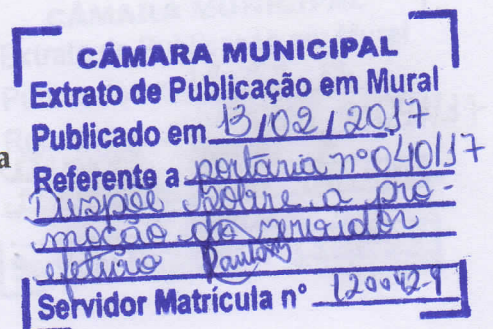 CÂMARA MUNICIPAL
Extrato de Publicação em Mural
Publicado em 13/02/2017
a
Referente a portaria nº 040/17
Dispõe sobre a pro-
moção do servidor
efetivo
Servidor Matrícula nº 120042-1